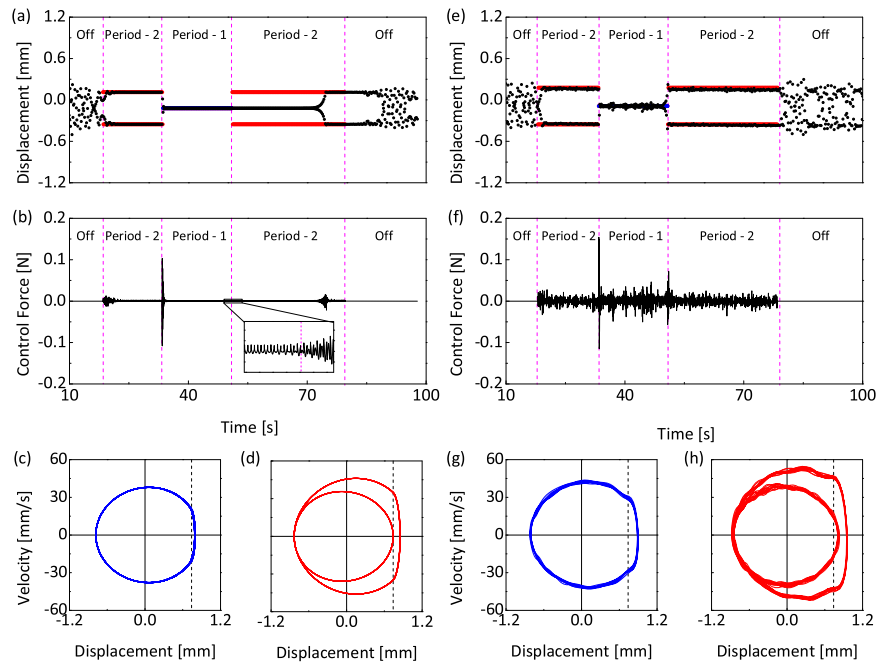 (a)
Off
Period - 2
Period - 1
Period - 2
Off
Displacement [mm]
1.2
0.6
0.0
-0.6
-1.2
(e)
Off
Period - 2
Period - 1
Period - 2
Off
Displacement [mm]
1.2
0.6
0.0
-0.6
-1.2
(b)
Off
Period - 2
Period - 1
Period - 2
Off
Control Force [N]
0.2
0.1
0.0
-0.1
-0.2
10 40 70 100
Time [s]
(f)
Off
Period - 2
Period - 1
Period - 2
Off
Control Force [N]
0.2
0.1
0.0
-0.1
-0.2
10 40 70 100
Time [s]
(c)
Velocity [mm/s]
60
30
0
-30
-60
-1.2 0.0 1.2
Displacement [mm]
(d)
-1.2 0.0 1.2
Displacement [mm]
(g)
Velocity [mm/s]
60
30
0
-30
-60
-1.2 0.0 1.2
Displacement [mm]
(h)
-1.2 0.0 1.2
Displacement [mm]